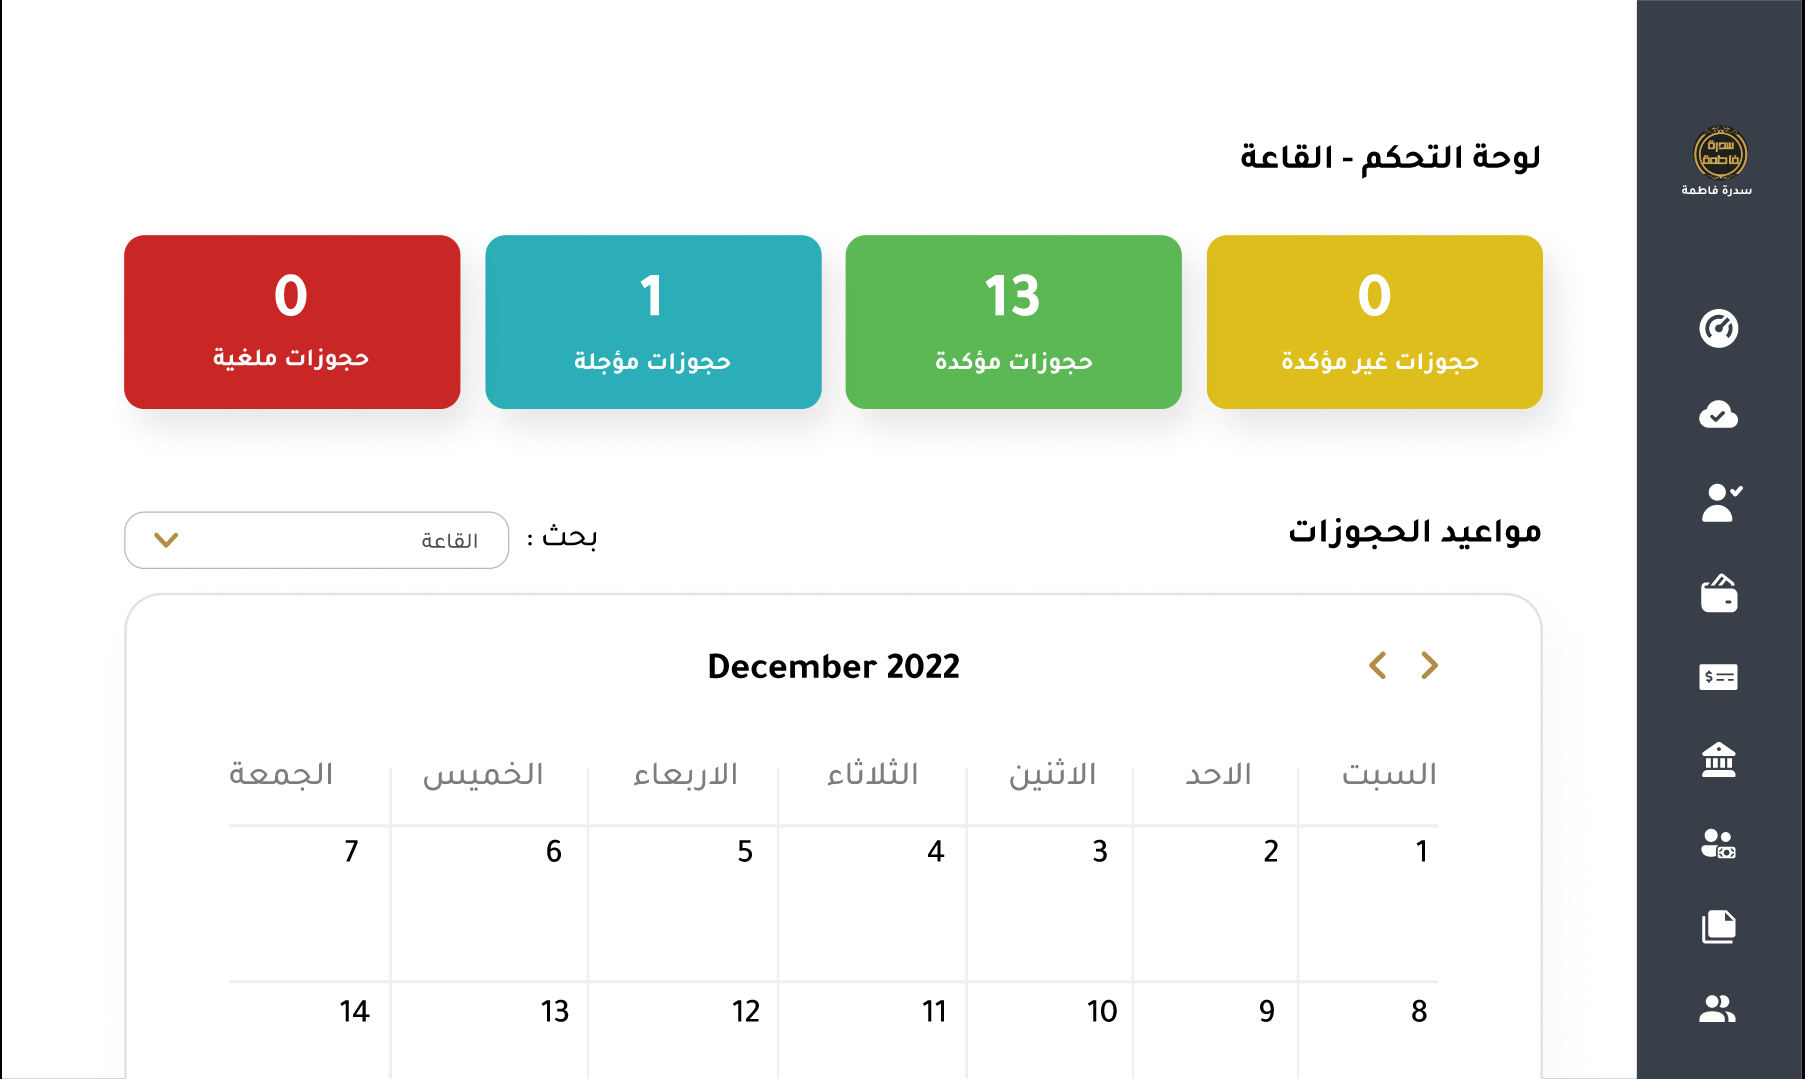 سدرة
فاطمة
سدرة فاطمة
لوحة التحكم - القاعة
0
حجوزات غير مؤكدة
13
حجوزات مؤكدة
1
حجوزات مؤجلة
0
حجوزات ملغية
مواعيد الحجوزات
بحث :
القاعة
December 2022
السبت الاحد الاثنين الثلاثاء الاربعاء الخميس الجمعة
1 2 3 4 5 6 7
8 9 10 11 12 13 14